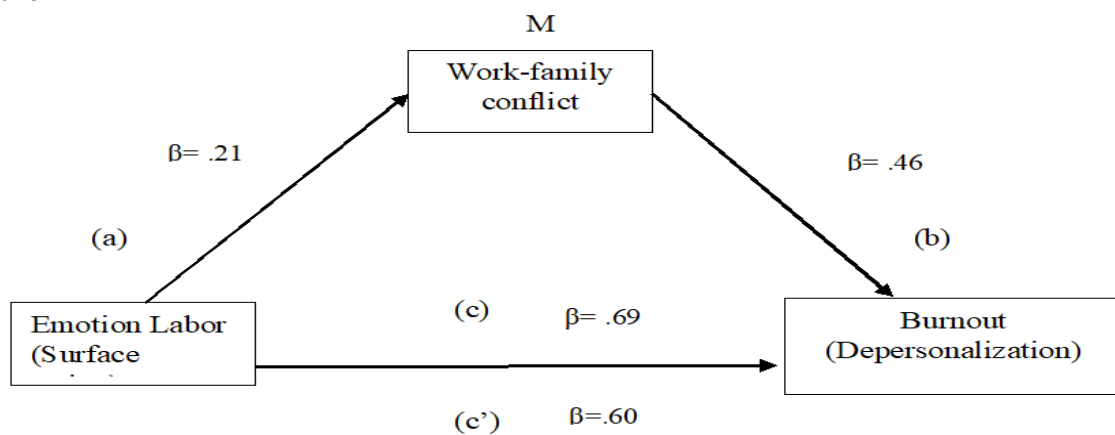 M
Work-family
conflict
β= .21
β= .46
(a)
(b)
Emotion Labor
(Surface
(c)
β= .69
Burnout
(Depersonalization)
(c’)
β=.60